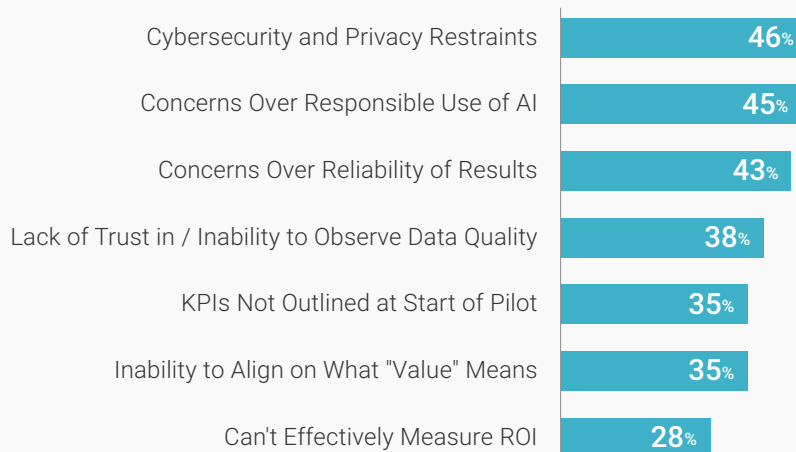 Cybersecurity and Privacy Restraints 46%
Concerns Over Responsible Use of AI 45%
Concerns Over Reliability of Results 43%
Lack of Trust in / Inability to Observe Data Quality 38%
KPIs Not Outlined at Start of Pilot 35%
Inability to Align on What "Value" Means 35%
Can't Effectively Measure ROI 28%